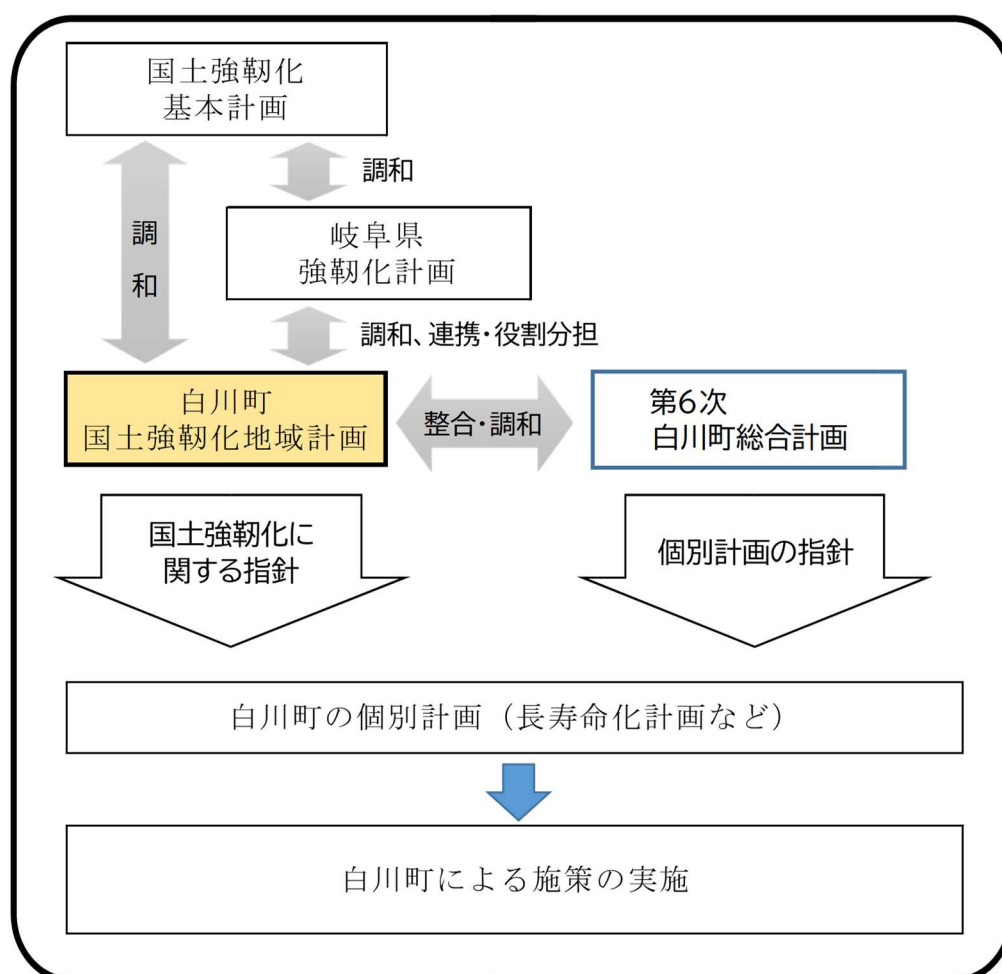 国土強靭化
基本計画
調和
調
和
岐阜県
強靭化計画
調和、連携・役割分担
白川町
国土強靭化地域計画
整合・調和
第6次
白川町総合計画
国土強靭化に
関する指針
個別計画の指針
白川町の個別計画（長寿命化計画など）
白川町による施策の実施